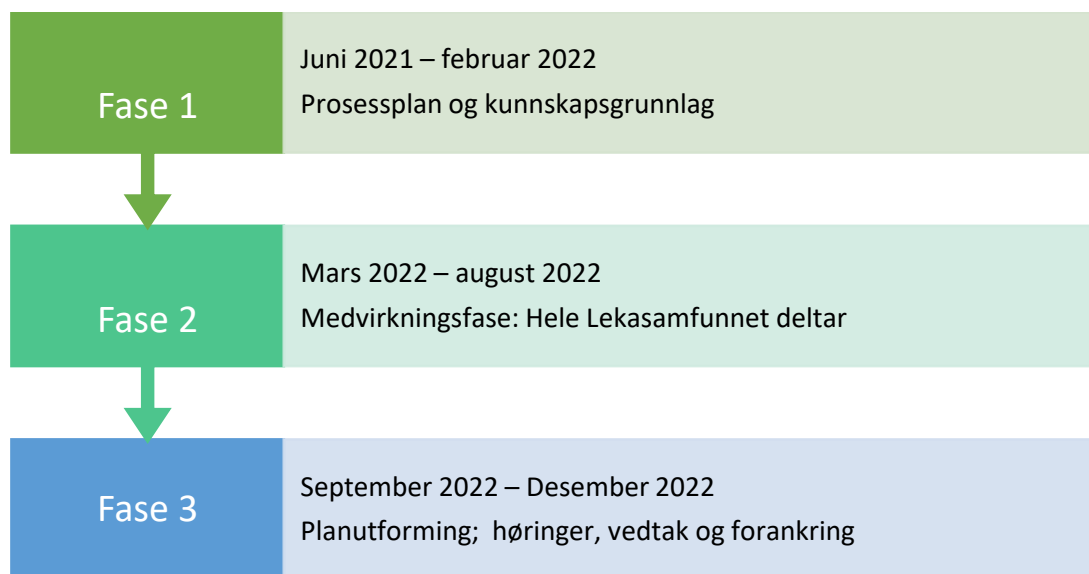 Fase 1
Juni 2021 – februar 2022
Prosessplan og kunnskapsgrunnlag
Fase 2
Mars 2022 – august 2022
Medvirkningsfase: Hele Lekasamfunnet deltar
Fase 3
September 2022 – Desember 2022
Planutforming;  høringer, vedtak og forankring